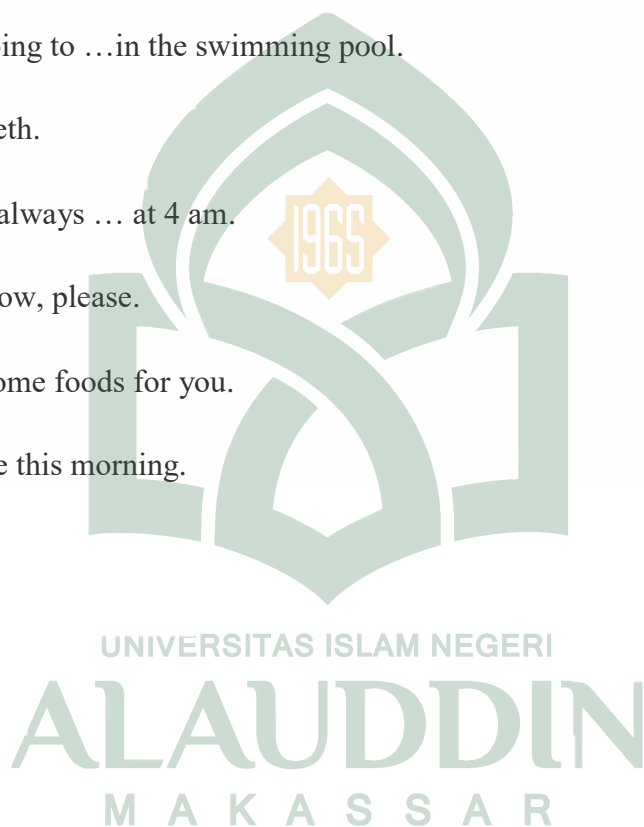 ing to …in the swimming pool.
eth.
always … at 4 am.
ow, please.
ome foods for you.
e this morning.
1965
UNIVERSITAS ISLAM NEGERI
ALAUDDIN
MAKASSAR